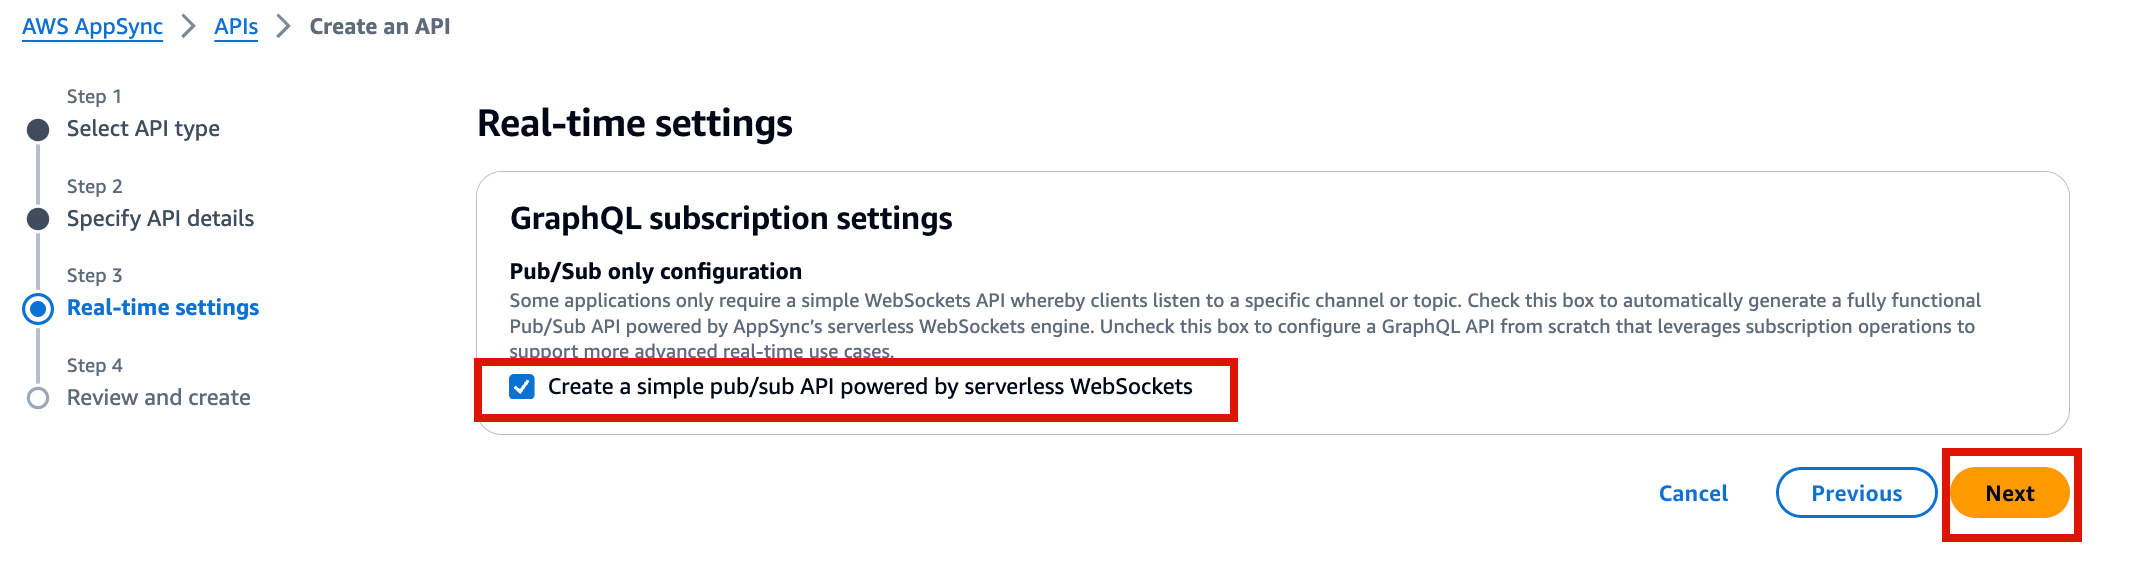 AWS AppSync > APIs > Create an API
Step 1
Select API type
Step 2
Specify API details
Step 3
Real-time settings
Step 4
Review and create
Real-time settings
GraphQL subscription settings
Pub/Sub only configuration
Some applications only require a simple WebSockets API whereby clients listen to a specific channel or topic. Check this box to automatically generate a fully functional
Pub/Sub API powered by AppSync's serverless WebSockets engine. Uncheck this box to configure a GraphQL API from scratch that leverages subscription operations to
support more advanced real-time use cases.
Create a simple pub/sub API powered by serverless WebSockets
Cancel Previous Next